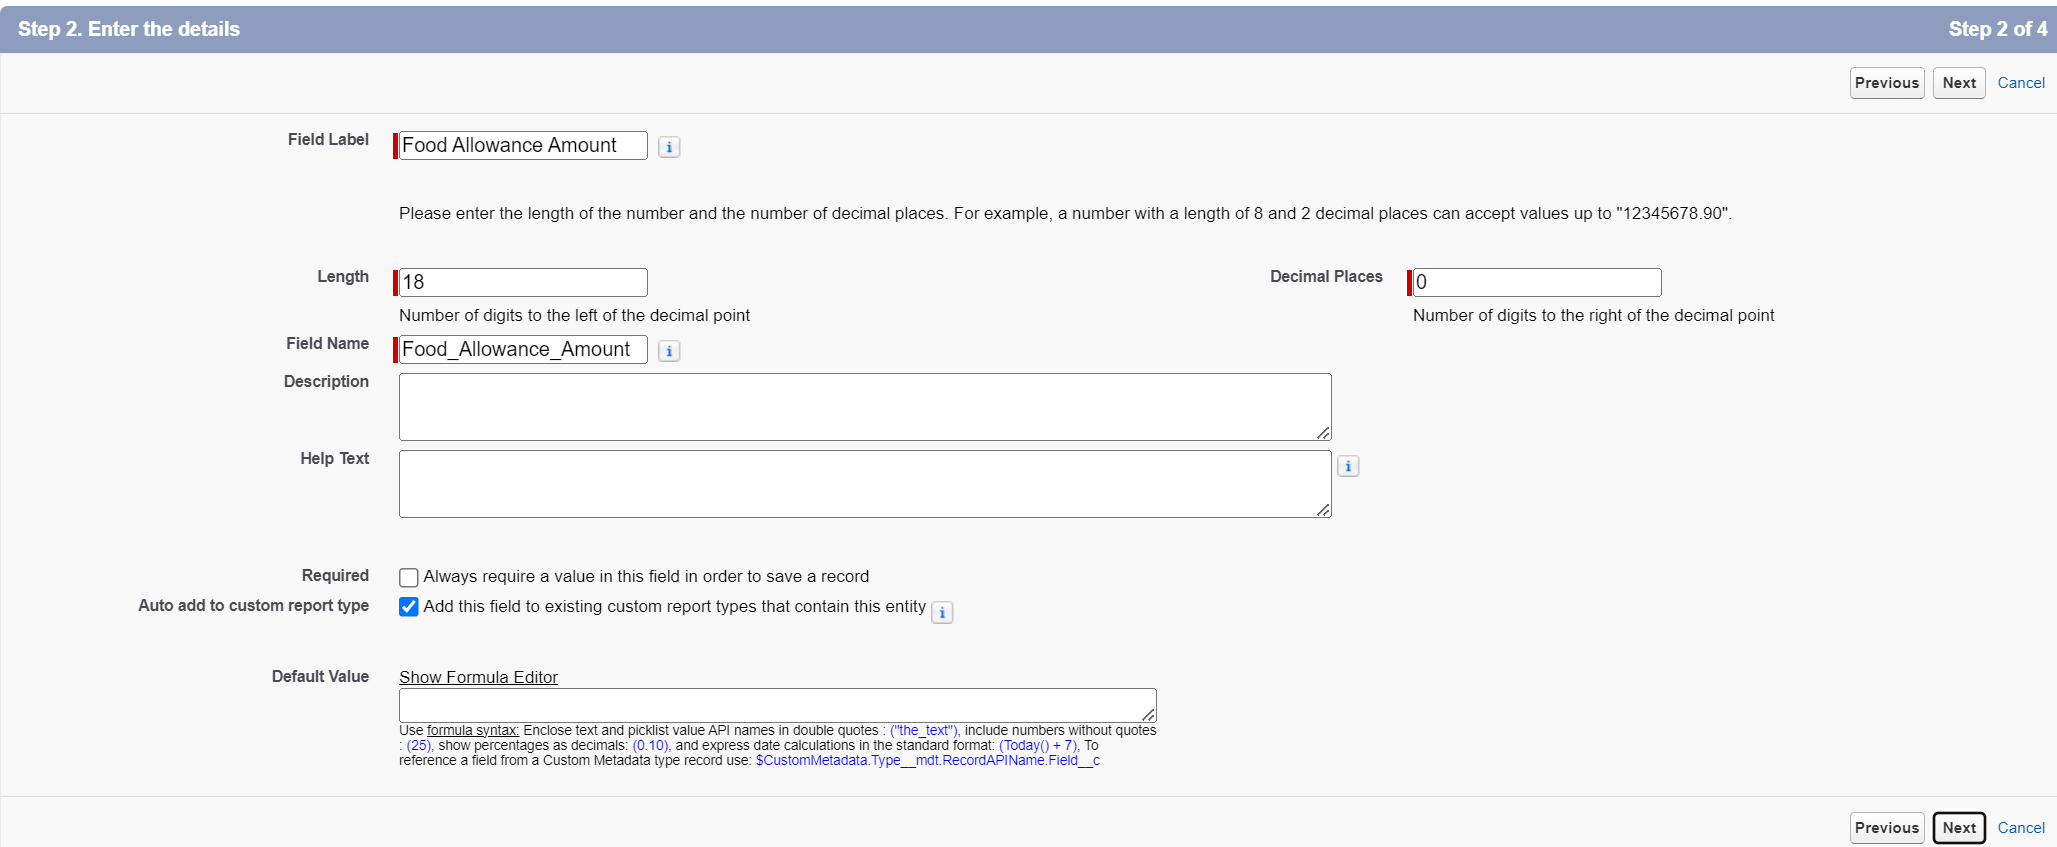 Step 2. Enter the details
Step 2 of 4
Previous
Next
Cancel
Field Label
Food Allowance Amount
Please enter the length of the number and the number of decimal places. For example, a number with a length of 8 and 2 decimal places can accept values up to "12345678.90".
Length
18
Decimal Places
0
Number of digits to the left of the decimal point
Number of digits to the right of the decimal point
Field Name
Food_Allowance_Amount
Description
Help Text
Required
Always require a value in this field in order to save a record
Auto add to custom report type
Add this field to existing custom report types that contain this entity
Default Value
Show Formula Editor
Use formula syntax: Enclose text and picklist value API names in double quotes : ("the_text"), include numbers without quotes
: (25), show percentages as decimals: (0.10), and express date calculations in the standard format: (Today() + 7), To
reference a field from a Custom Metadata type record use: $CustomMetadata.Type__mdt.RecordAPIName.Field__c
Previous
Next
Cancel